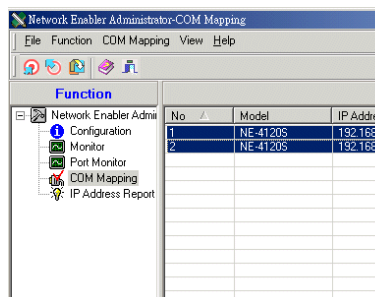 Network Enabler Administrator-COM Mapping
File Function COM Mapping View Help
Function
Network Enabler Admi
Configuration
Monitor
Port Monitor
COM Mapping
IP Address Report
No Model IP Addre
1 NE-4120S 192.168
2 NE-4120S 192.168